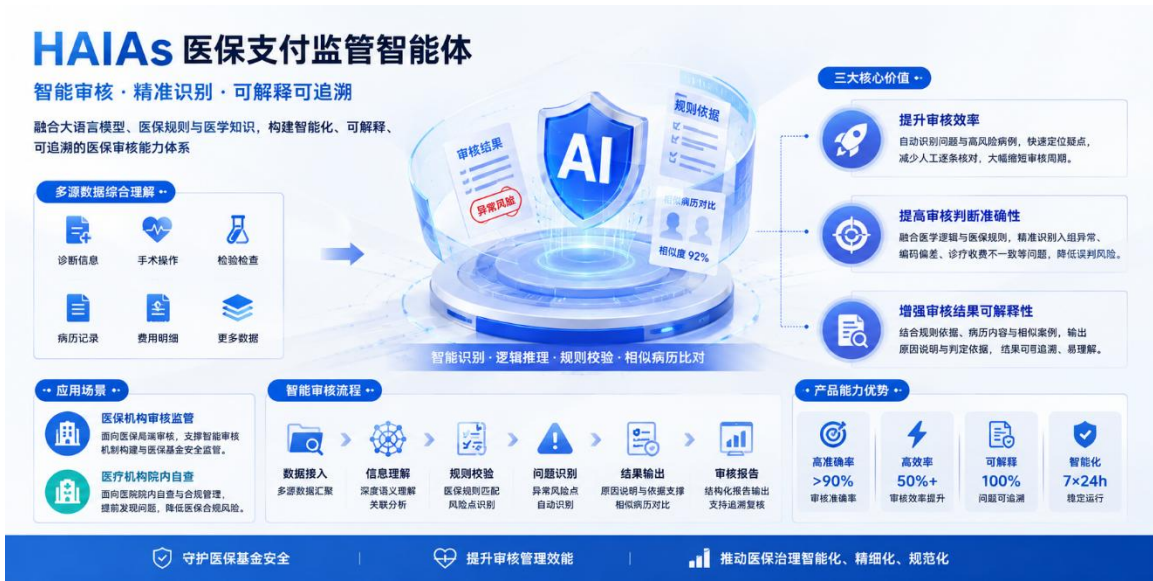 HAIAs 医保支付监管智能体
智能审核 · 精准识别 · 可解释可追溯
融合大语言模型、医保规则与医学知识，构建智能化、可解释、
可追溯的医保审核能力体系
多源数据综合理解
诊断信息
手术操作
检验检查
病历记录
费用明细
更多数据
审核结果
异常风险
AI
规则依据
病历对比
相似度 92%
智能识别 · 逻辑推理 · 规则校验 · 相似病历比对
三大核心价值
提升审核效率
自动识别问题与高风险病例，快速定位疑点，
减少人工逐条核对，大幅缩短审核周期。
提高审核判断准确性
融合医学逻辑与医保规则，精准识别入组异常、
编码偏差、诊疗收费不一致等问题，降低误判风险。
增强审核结果可解释性
结合规则依据、病历内容与相似案例，输出
原因说明与判定依据，结果可追溯、易理解。
应用场景
医保机构审核监管
面向医保局端审核，支撑智能审核
机制构建与医保基金安全监管。
医疗机构院内自查
面向医院院内自查与合规管理，
提前发现问题，降低医保合规风险。
智能审核流程
数据接入
多源数据汇聚
信息理解
深度语义理解
关联分析
规则校验
医保规则匹配
风险点识别
问题识别
异常风险点
自动识别
结果输出
原因说明与依据支撑
相似病历对比
审核报告
结构化报告输出
支持追溯复核
产品能力优势
高准确率
>90%
审核准确率
高效率
50%+
审核效率提升
可解释
100%
问题可追溯
智能化
7×24h
稳定运行
守护医保基金安全
提升审核管理效能
推动医保治理智能化、精细化、规范化